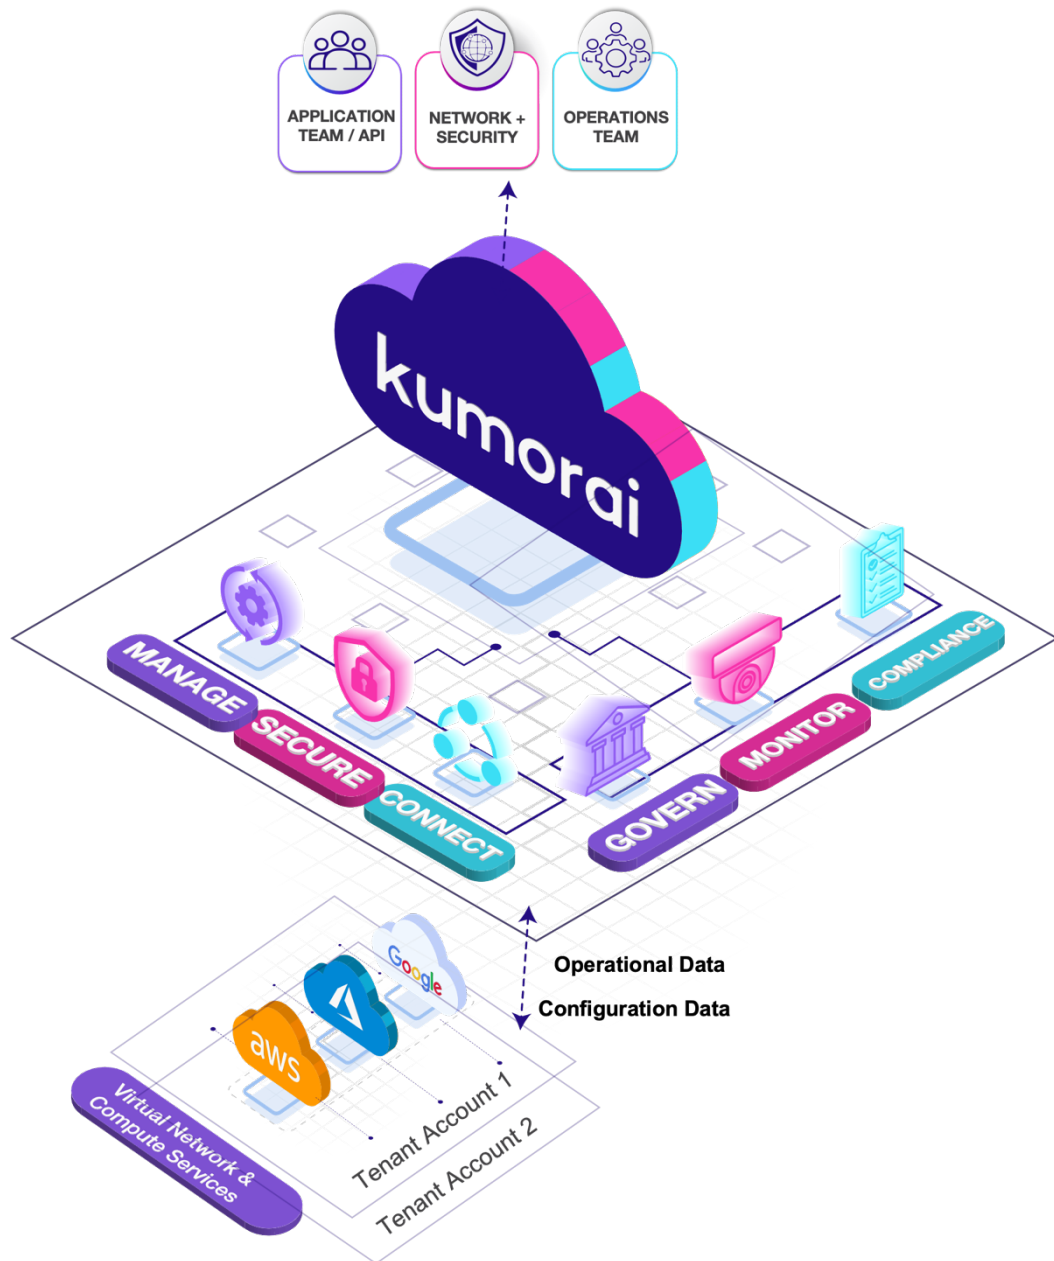 APPLICATION
TEAM / API
NETWORK +
SECURITY
OPERATIONS
TEAM
kumorai
MANAGE
SECURE
CONNECT
GOVERN
MONITOR
COMPLIANCE
Operational Data
Configuration Data
Google
aws
Virtual Network &
Compute Services
Tenant Account 1
Tenant Account 2